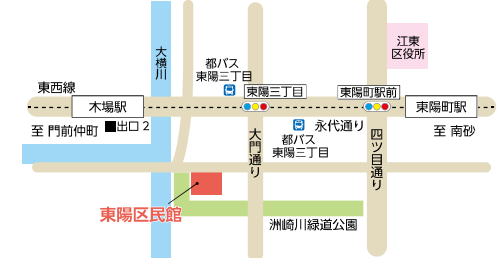 大横川
江東
区役所
都バス
東陽三丁目
東西線
東陽三丁目
東陽町駅前
木場駅
東陽町駅
至 門前仲町
出口 2
永代通り
至 南砂
都バス
東陽三丁目
大門通り
四ツ目通り
東陽区民館
洲崎川緑道公園